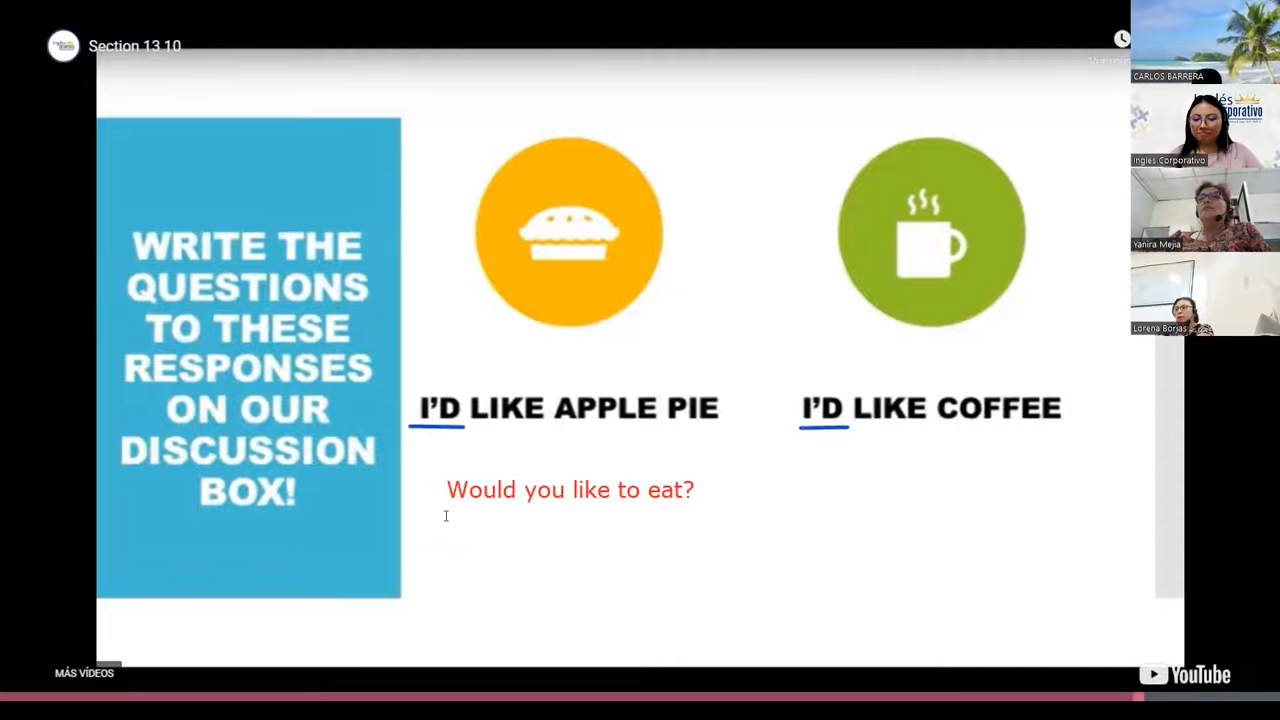 Section 13.10
CARLOS BARRERA
Ingles Corporativo
Yanira Mejia
Lorena Borjas
WRITE THE
QUESTIONS
TO THESE
RESPONSES
ON OUR
DISCUSSION
BOX!
I'D LIKE APPLE PIE
I'D LIKE COFFEE
Would you like to eat?
MÁS VÍDEOS
YouTube